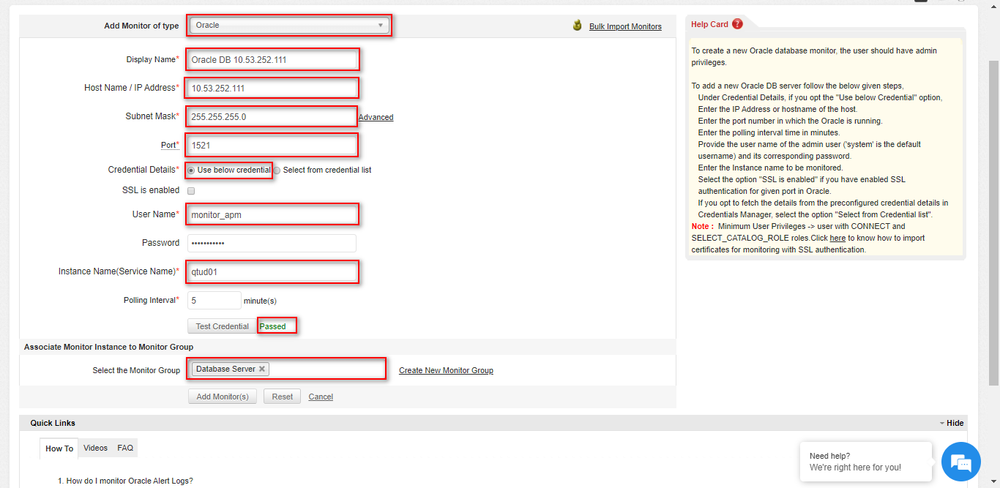 Add Monitor of type Oracle Bulk Import Monitors
Display Name* Oracle DB 10.53.252.111
Host Name / IP Address* 10.53.252.111
Subnet Mask* 255.255.255.0 Advanced
Port* 1521
Credential Details* Use below credential Select from credential list
SSL is enabled
User Name* monitor_apm
Password •••••••••••
Instance Name(Service Name)* qtud01
Polling Interval* 5 minute(s)
Test Credential Passed
Associate Monitor Instance to Monitor Group
Select the Monitor Group Database Server Create New Monitor Group
Add Monitor(s) Reset Cancel
Help Card ?
To create a new Oracle database monitor, the user should have admin
privileges.
To add a new Oracle DB server follow the below given steps,
Under Credential Details, if you opt the "Use below Credential" option,
Enter the IP Address or hostname of the host.
Enter the port number in which the Oracle is running.
Enter the polling interval time in minutes.
Provide the user name of the admin user ('system' is the default
username) and its corresponding password.
Enter the Instance name to be monitored.
Select the option "SSL is enabled" if you have enabled SSL
authentication for given port in Oracle.
If you opt to fetch the details from the preconfigured credential details in
Credentials Manager, select the option "Select from Credential list".
Note : Minimum User Privileges -> user with CONNECT and
SELECT_CATALOG_ROLE roles.Click here to know how to import
certificates for monitoring with SSL authentication.
Quick Links Hide
How To Videos FAQ
1. How do I monitor Oracle Alert Logs?
Need help?
We're right here for you!